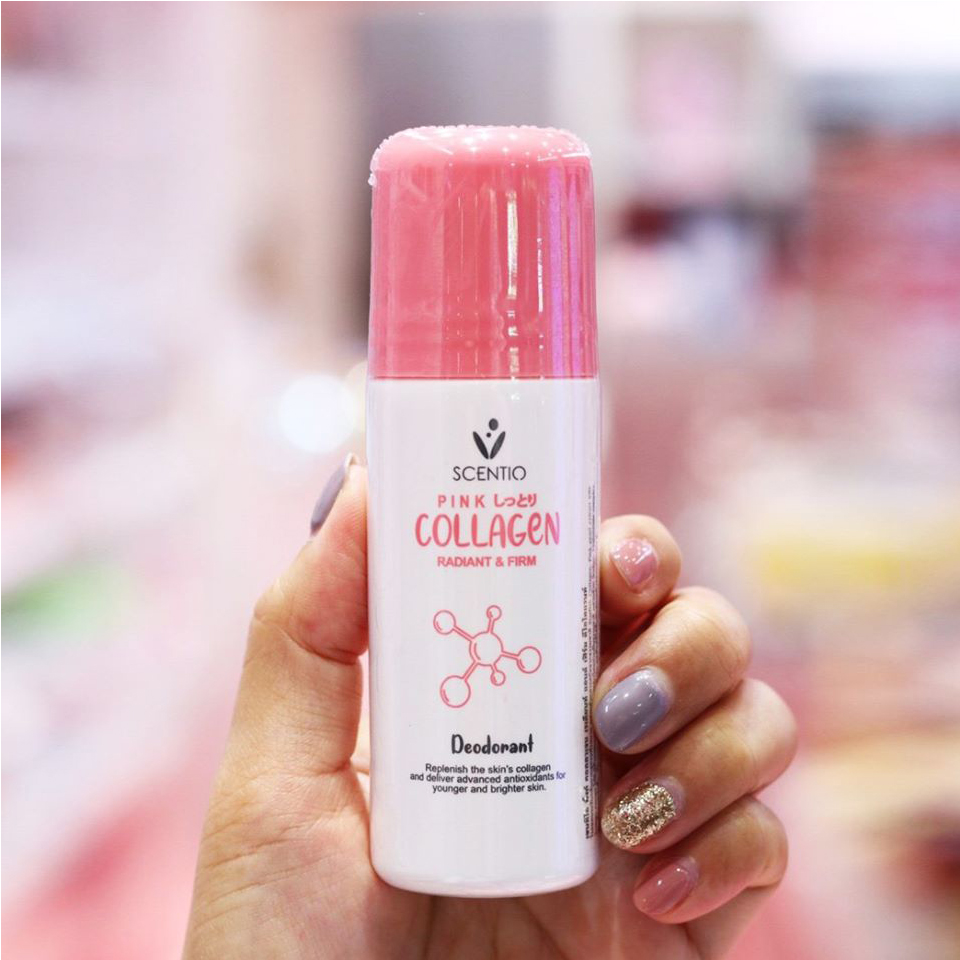 SCENTIO
PINK しっとり
COLLAGEN
RADIANT & FIRM
Deodorant
Replenish the skin's collagen
and deliver advanced antioxidants for
younger and brighter skin.